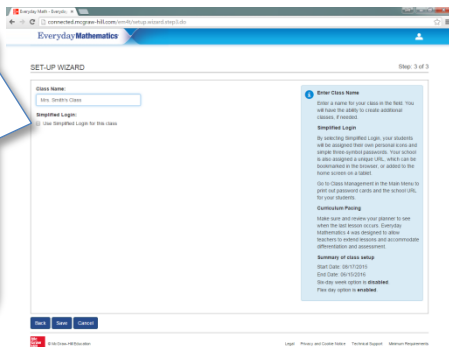 Everyday Math - Everyday
connected.mcgraw-hill.com/em4t/setup.wizard.step3.do
Everyday Mathematics
SET-UP WIZARD
Step: 3 of 3
Class Name:
Mrs. Smith's Class
Simplified Login:
Use Simplified Login for this class
Enter Class Name
Enter a name for your class in the field. You
will have the ability to create additional
classes, if needed.
Simplified Login
By selecting Simplified Login, your students
will be assigned their own personal icons and
simple three-symbol passwords. Your school
is also assigned a unique URL, which can be
bookmarked in the browser, or added to the
home screen on a tablet.
Go to Class Management in the Main Menu to
print out password cards and the school URL
for your students.
Curriculum Pacing
Make sure and review your planner to see
when the last lesson occurs. Everyday
Mathematics 4 was designed to allow
teachers to extend lessons and accommodate
differentiation and assessment.
Summary of class setup
Start Date: 09/17/2015
End Date: 06/15/2016
Six-day week option is disabled.
Flex day option is enabled.
Back Save Cancel
© McGraw-Hill Education
Legal Privacy and Cookie Notice Technical Support Minimum Requirements